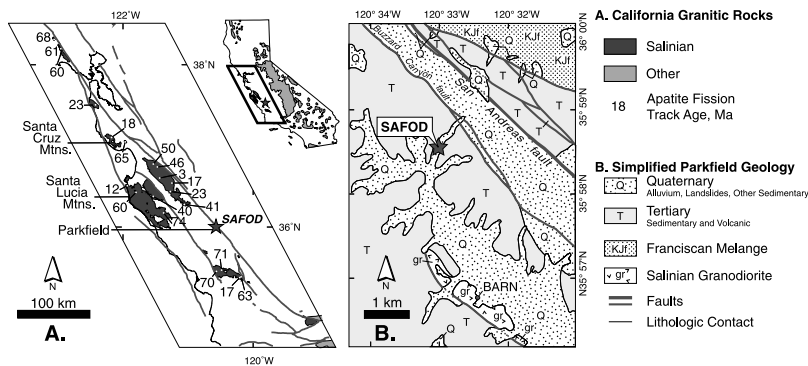 122˚W
68
61
60
38˚N
23
18
Santa
Cruz
Mtns.
65
50
46
3
17
Santa
Lucia
Mtns.
12
23
60
41
40
74
SAFOD
Parkfield
36˚N
71
70
17
63
N
100 km
A.
120˚W
120° 34'W
120° 33'W
120° 32'W
36° 00'N
35° 59'N
35° 58'N
N35° 57'N
Q
KJf
Q
KJf
Q
Q
T
T
T
T
Buzzard Canyon fault
San Andreas fault
SAFOD
Q
Q
T
Q
T
T
Q
gr
BARN
gr
gr
gr
Q
Q
T
N
1 km
B.
A. California Granitic Rocks
Salinian
Other
18 Apatite Fission
Track Age, Ma
B. Simplified Parkfield Geology
Q Quaternary
Alluvium, Landslides, Other Sedimentary
T Tertiary
Sedimentary and Volcanic
KJf Franciscan Melange
gr Salinian Granodiorite
Faults
Lithologic Contact